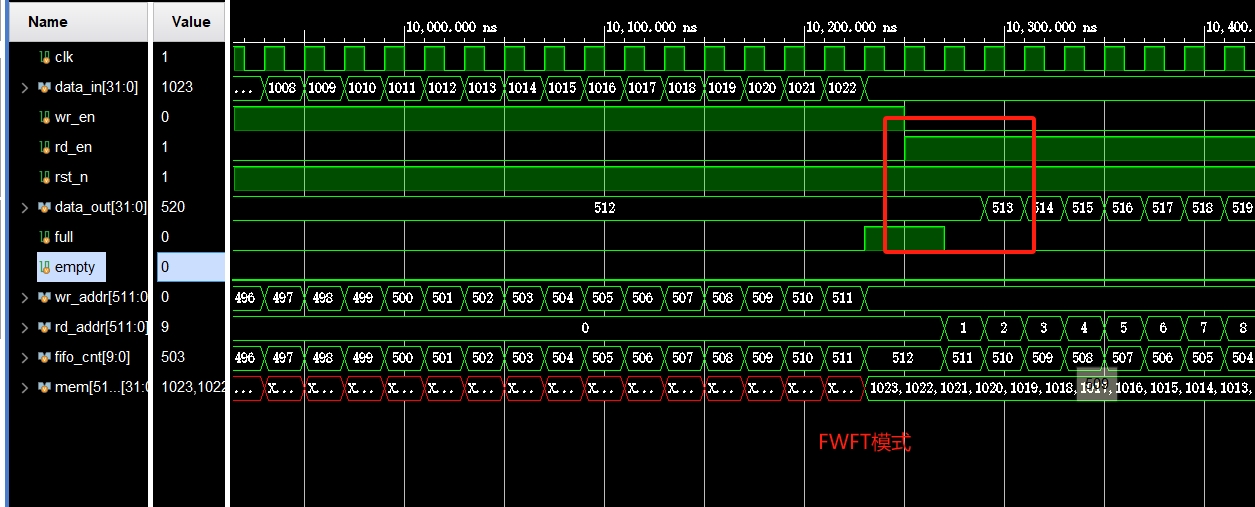 Name Value
10,000.000 ns 10,100.000 ns 10,200.000 ns 10,300.000 ns 10,400.
clk 1
data_in[31:0] 1023 ... 1008 1009 1010 1011 1012 1013 1014 1015 1016 1017 1018 1019 1020 1021 1022
wr_en 0
rd_en 1
rst_n 1
data_out[31:0] 520 512 513 514 515 516 517 518 519
full 0
empty 0
wr_addr[511:0 0 496 497 498 499 500 501 502 503 504 505 506 507 508 509 510 511
rd_addr[511:0] 9 0 1 2 3 4 5 6 7 8
fifo_cnt[9:0] 503 496 497 498 499 500 501 502 503 504 505 506 507 508 509 510 511 512 511 510 509 508 507 506 505 504
mem[51...[31:0 1023,1022 ... X... X... X... X... X... X... X... X... X... X... X... X... X... X... X... 1023,1022,1021,1020,1019,1018,1017,1016,1015,1014,1013,
509
FWFT模式